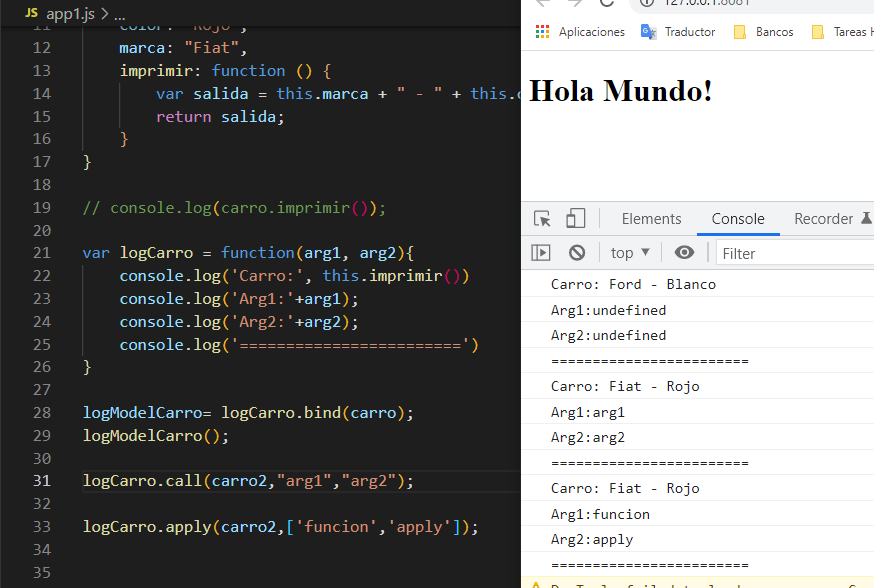 JS app1.js > ...
11 color: "Rojo",
12 marca: "Fiat",
13 imprimir: function () {
14 var salida = this.marca + " - " + this.c
15 return salida;
16 }
17 }
18
19 // console.log(carro.imprimir());
20
21 var logCarro = function(arg1, arg2){
22 console.log('Carro:', this.imprimir())
23 console.log('Arg1:'+arg1);
24 console.log('Arg2:'+arg2);
25 console.log('========================')
26 }
27
28 logModelCarro= logCarro.bind(carro);
29 logModelCarro();
30
31 logCarro.call(carro2,"arg1","arg2");
32
33 logCarro.apply(carro2,['funcion','apply']);
34
35
127.0.0.1:8081
Aplicaciones Traductor Bancos Tareas
Hola Mundo!
Elements Console Recorder
top Filter
Carro: Ford - Blanco
Arg1:undefined
Arg2:undefined
========================
Carro: Fiat - Rojo
Arg1:arg1
Arg2:arg2
========================
Carro: Fiat - Rojo
Arg1:funcion
Arg2:apply
========================